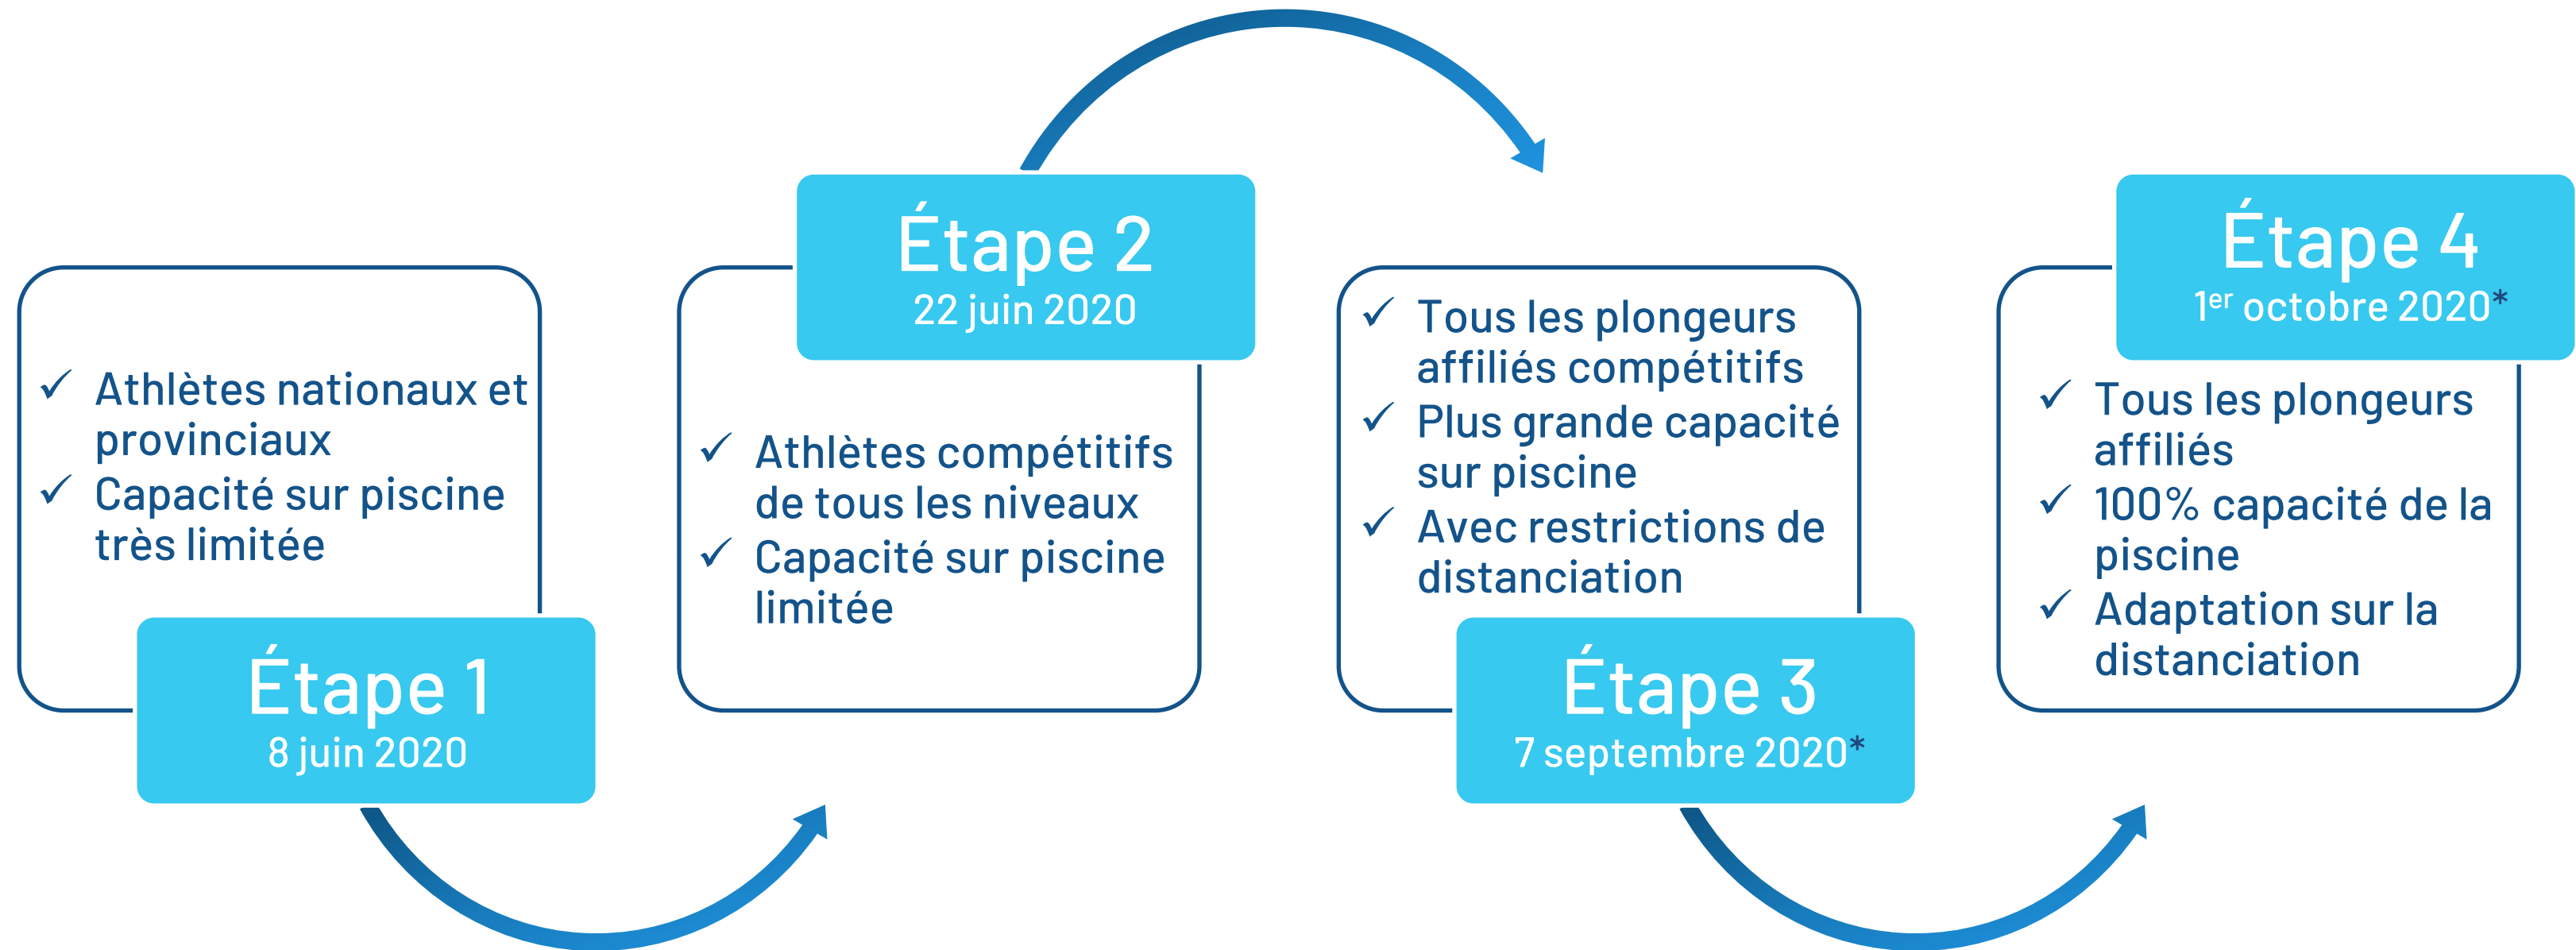 ✓ Athlètes nationaux et
provinciaux
✓ Capacité sur piscine
très limitée
Étape 1
8 juin 2020
Étape 2
22 juin 2020
✓ Athlètes compétitifs
de tous les niveaux
✓ Capacité sur piscine
limitée
✓ Tous les plongeurs
affiliés compétitifs
✓ Plus grande capacité
sur piscine
✓ Avec restrictions de
distanciation
Étape 3
7 septembre 2020*
Étape 4
1er octobre 2020*
✓ Tous les plongeurs
affiliés
✓ 100% capacité de la
piscine
✓ Adaptation sur la
distanciation